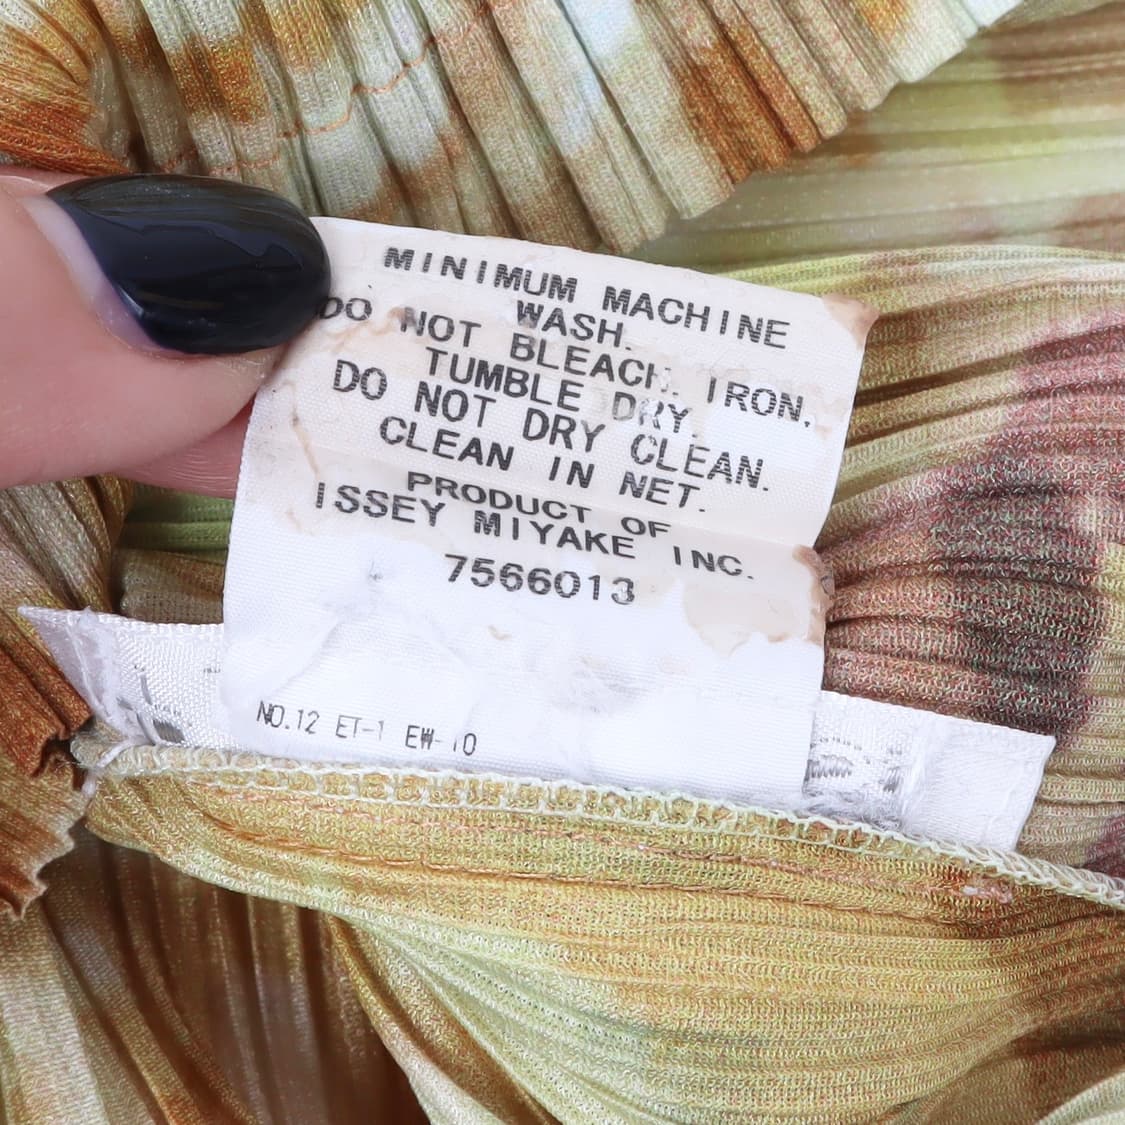 MINIMUM MACHINE
WASH.
DO NOT BLEACH. IRON.
TUMBLE DRY.
DO NOT DRY CLEAN.
CLEAN IN NET.
PRODUCT OF
ISSEY MIYAKE INC.
7566013
NO.12 ET-1 EW-10